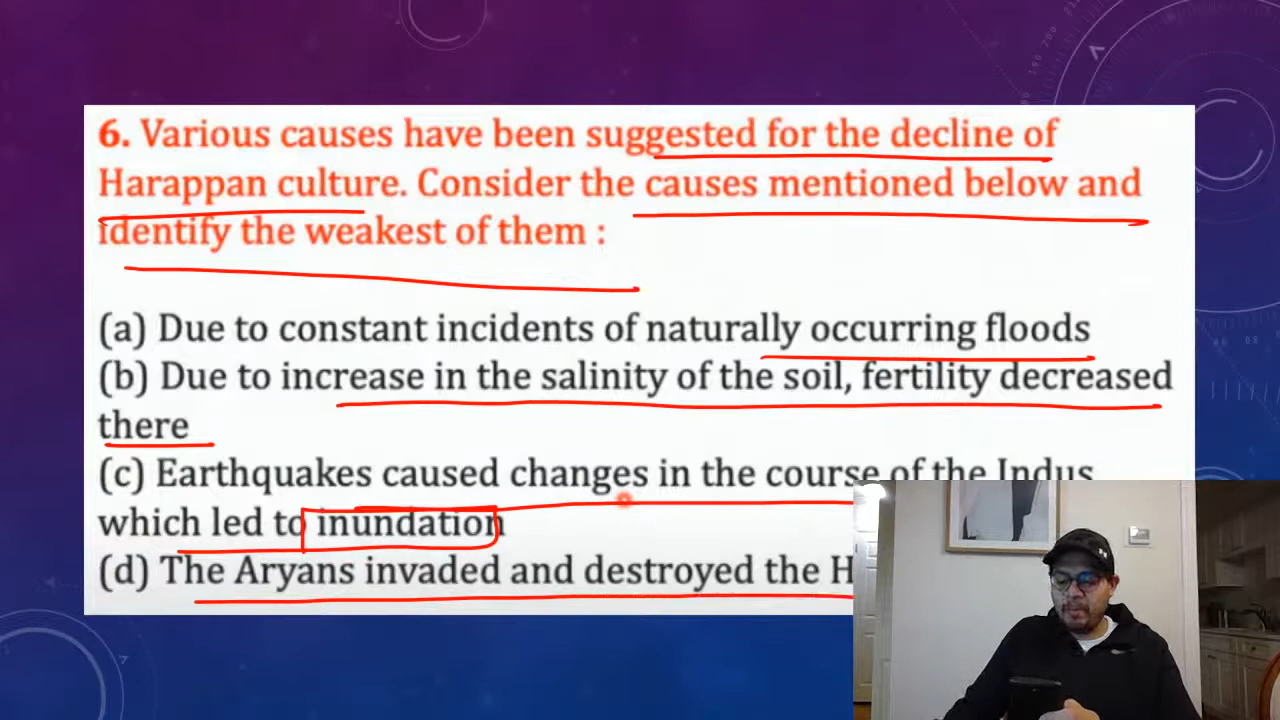 6. Various causes have been suggested for the decline of
Harappan culture. Consider the causes mentioned below and
identify the weakest of them :
(a) Due to constant incidents of naturally occurring floods
(b) Due to increase in the salinity of the soil, fertility decreased
there
(c) Earthquakes caused changes in the course of the Indus
which led to inundation
(d) The Aryans invaded and destroyed the H